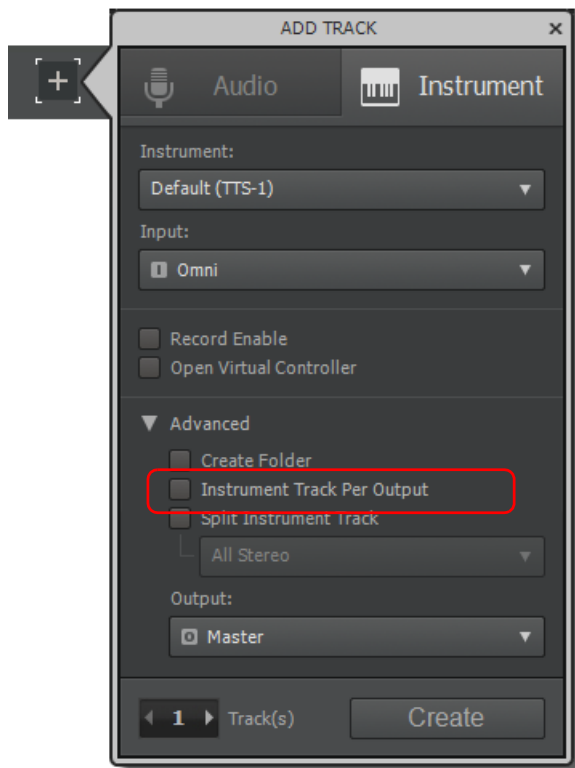 ADD TRACK
Audio
Instrument
Instrument:
Default (TTS-1)
Input:
Omni
Record Enable
Open Virtual Controller
Advanced
Create Folder
Instrument Track Per Output
Split Instrument Track
All Stereo
Output:
Master
1 Track(s)
Create